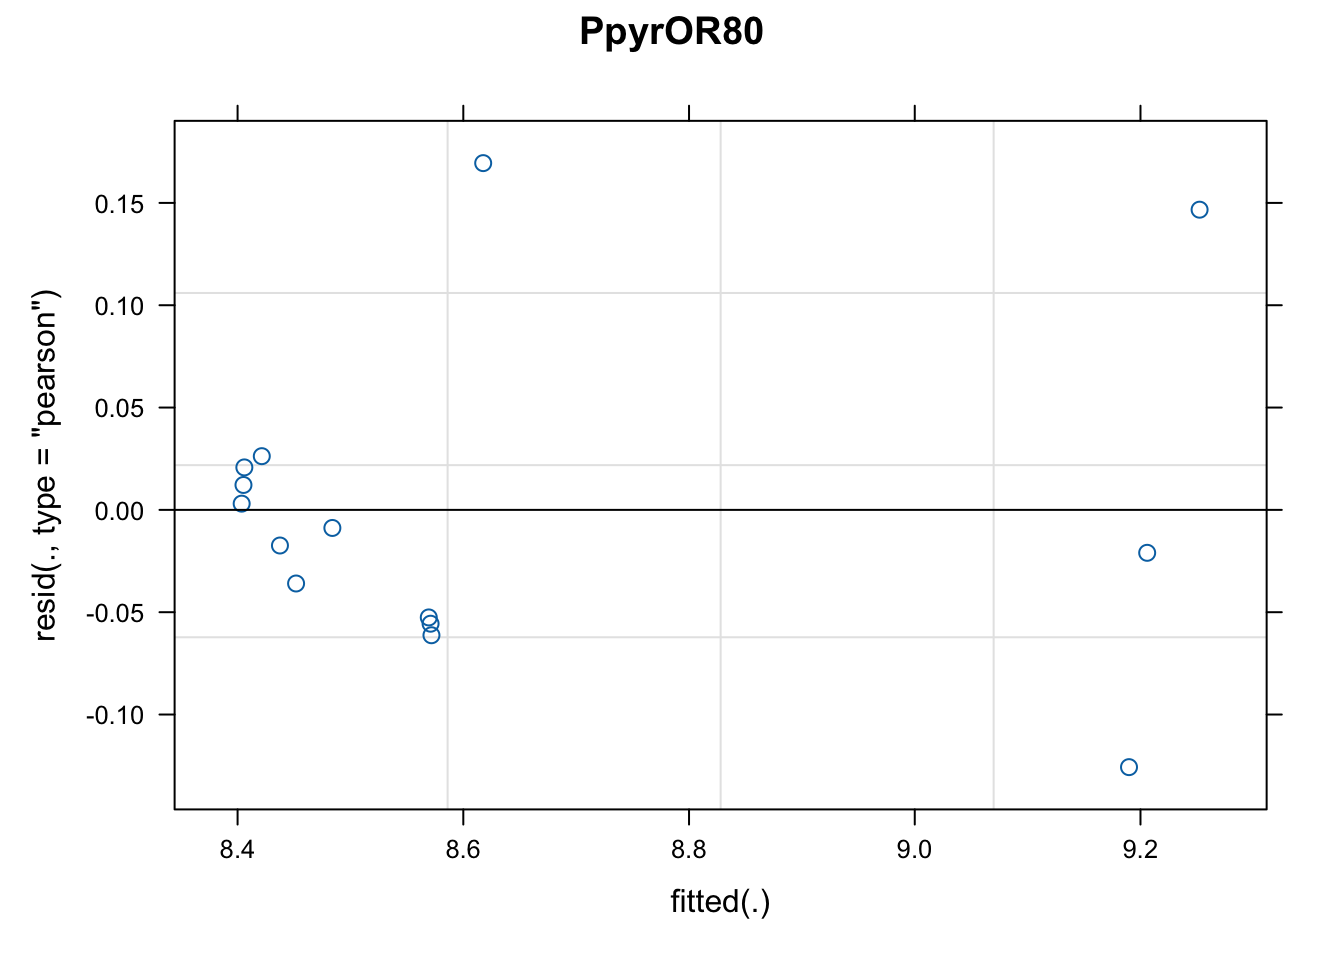 PpyrOR80
0.15
0.10
0.05
0.00
-0.05
-0.10
resid(., type = "pearson")
8.4 8.6 8.8 9.0 9.2
fitted(.)